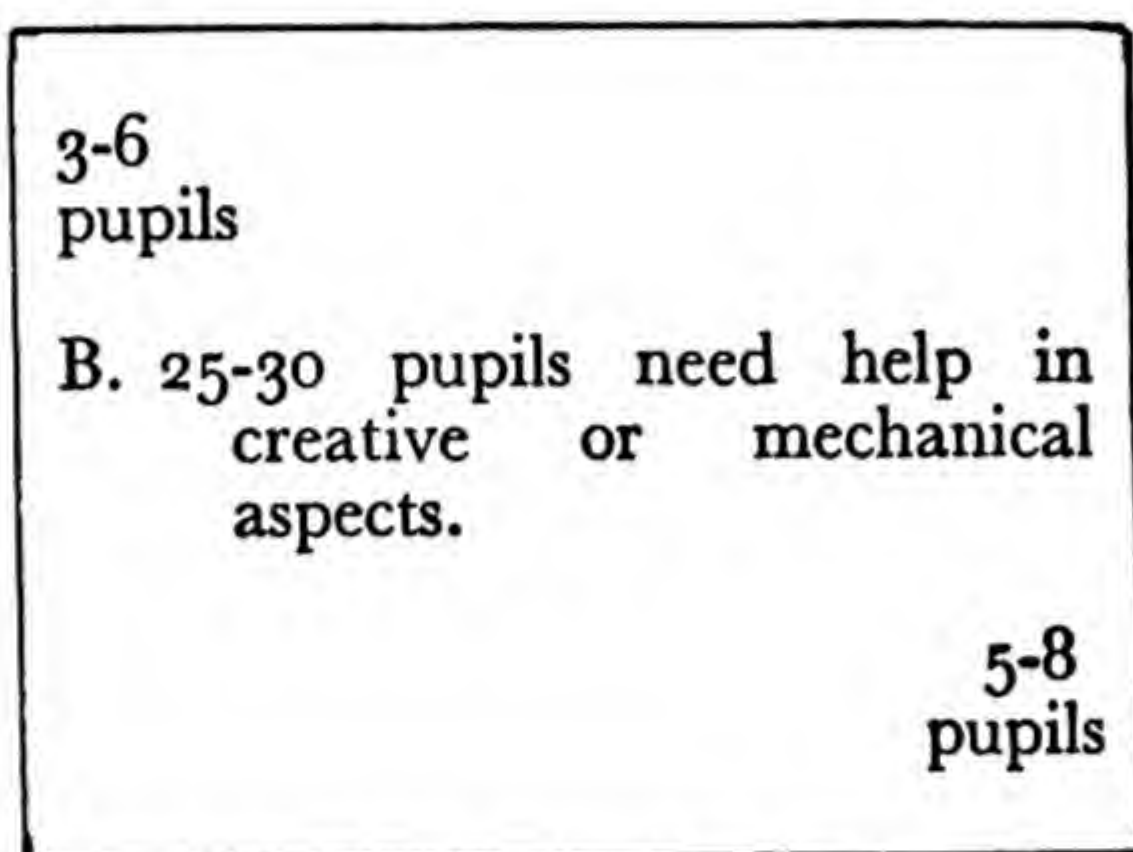 3-6
pupils
B. 25-30 pupils need help in
creative or mechanical
aspects.
5-8
pupils